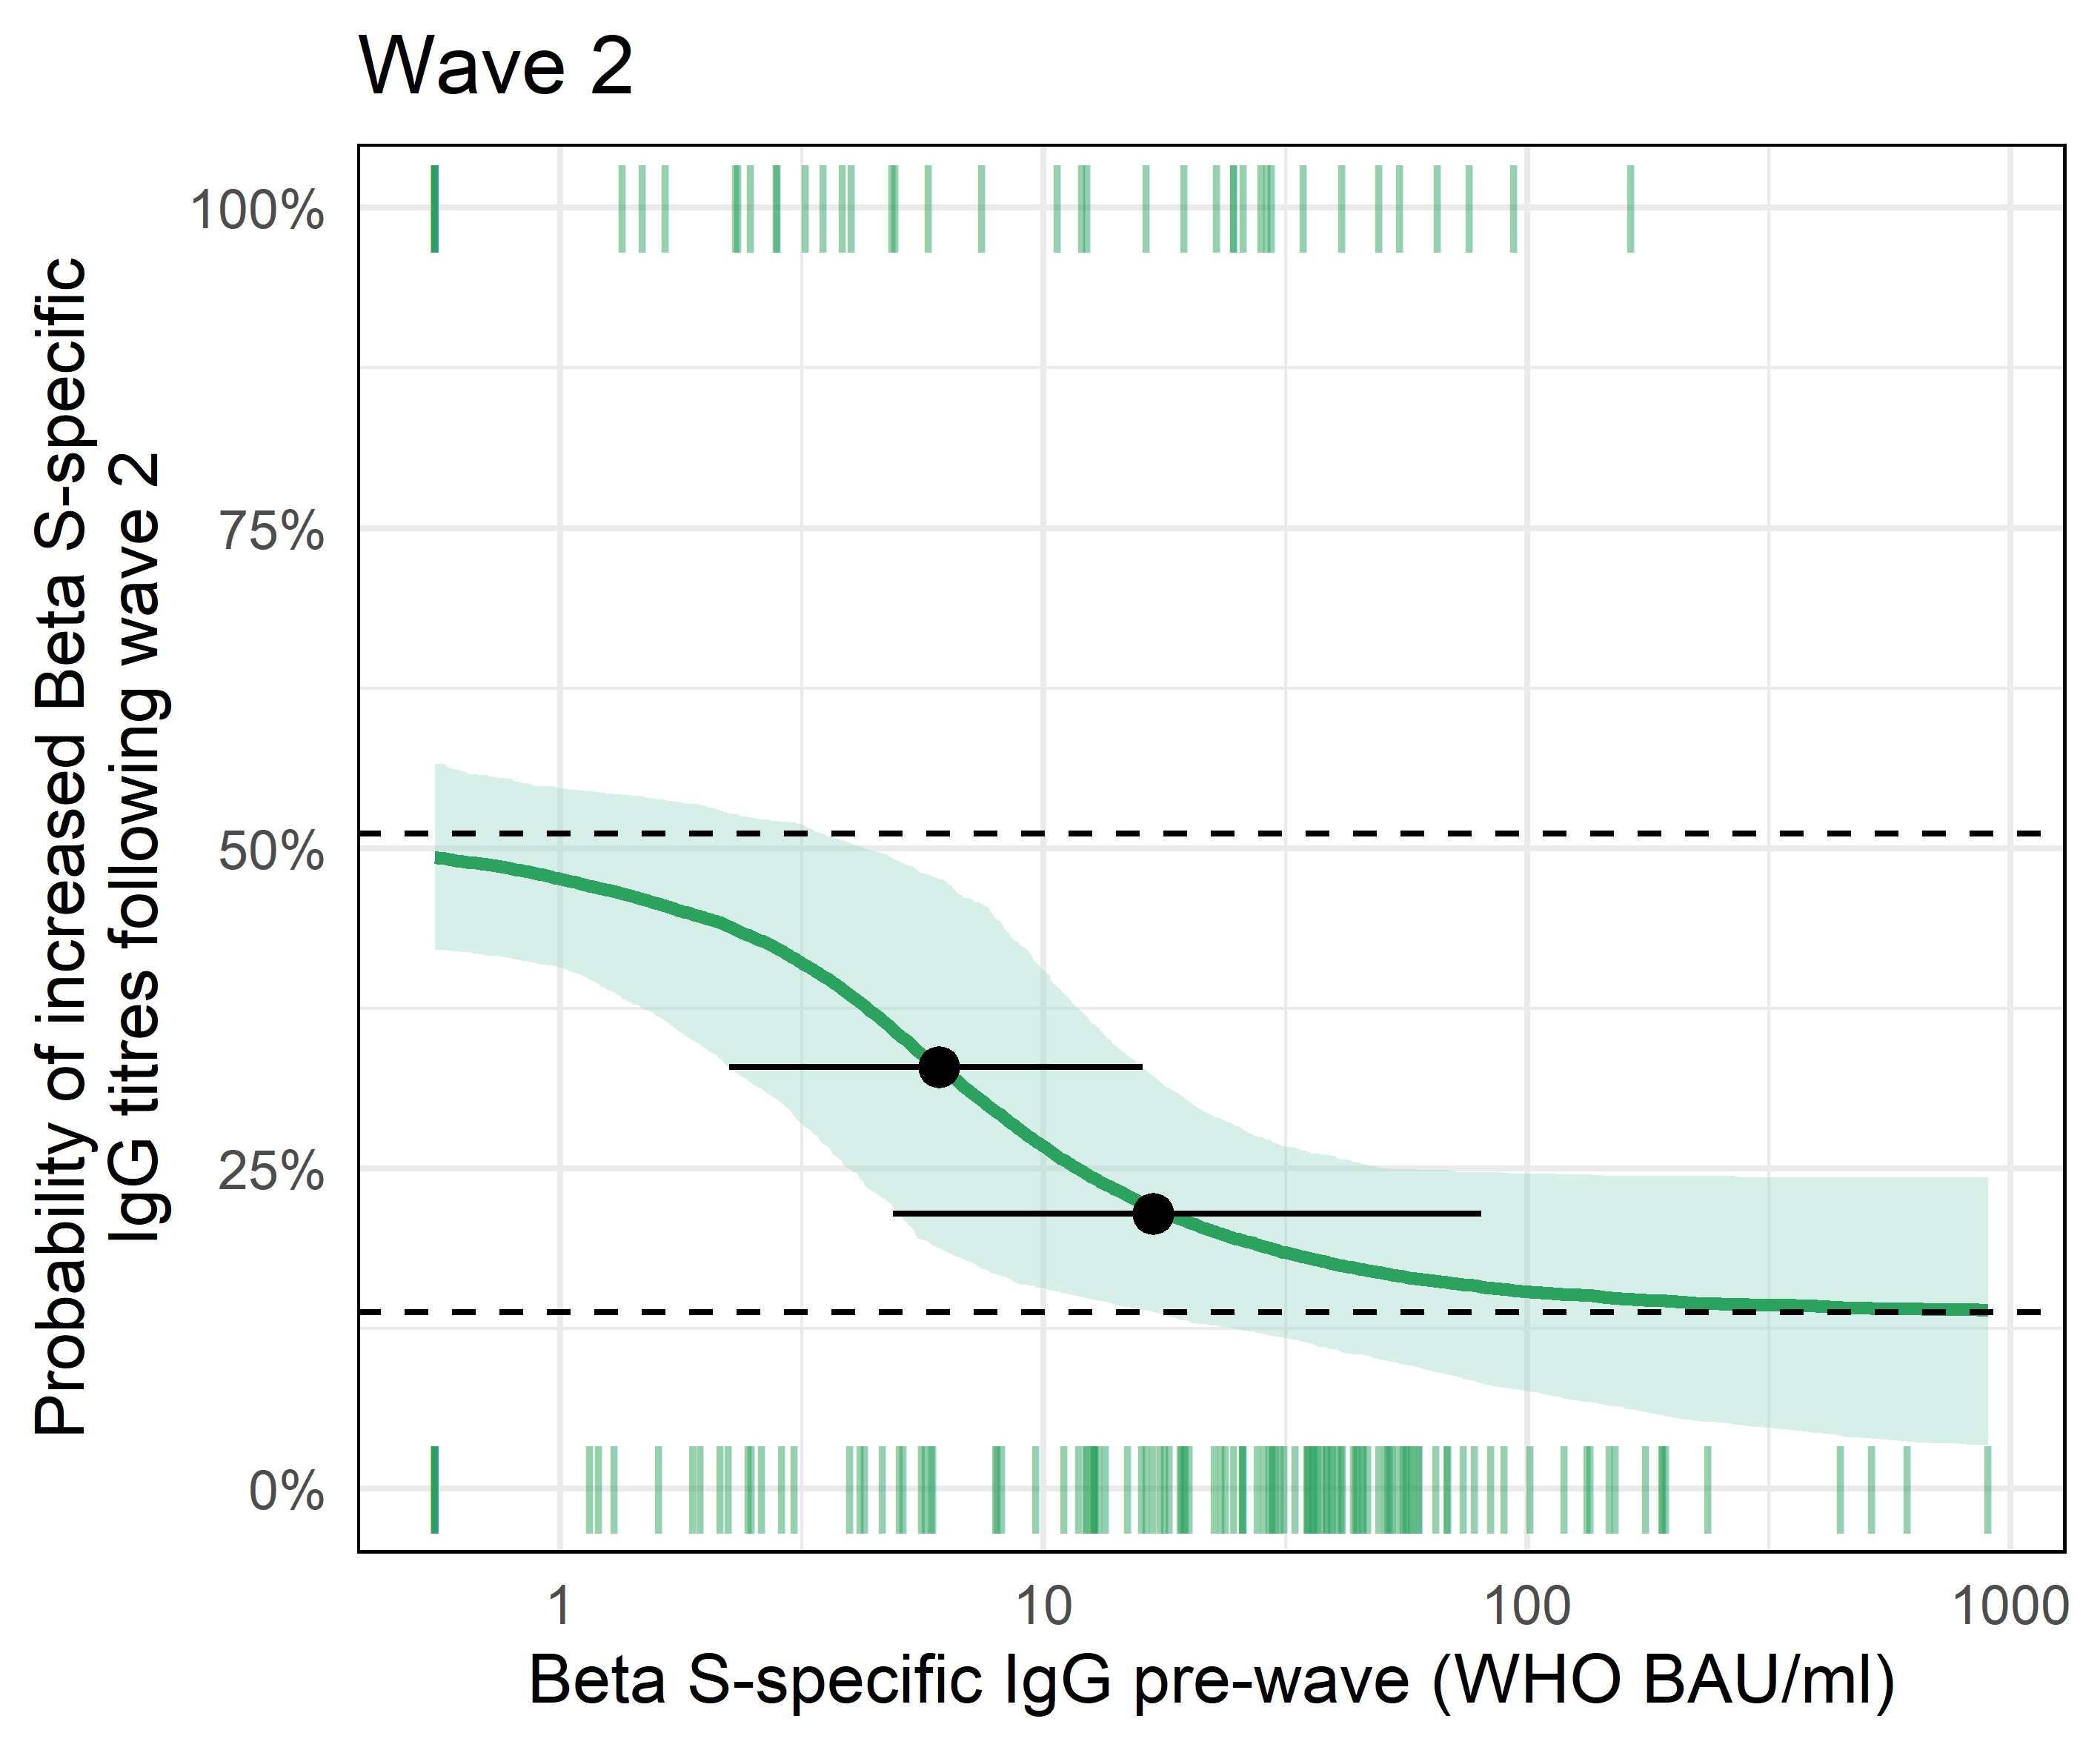 Wave 2
Probability of increased Beta S-specific
IgG titres following wave 2
100%
75%
50%
25%
0%
1
10
100
1000
Beta S-specific IgG pre-wave (WHO BAU/ml)